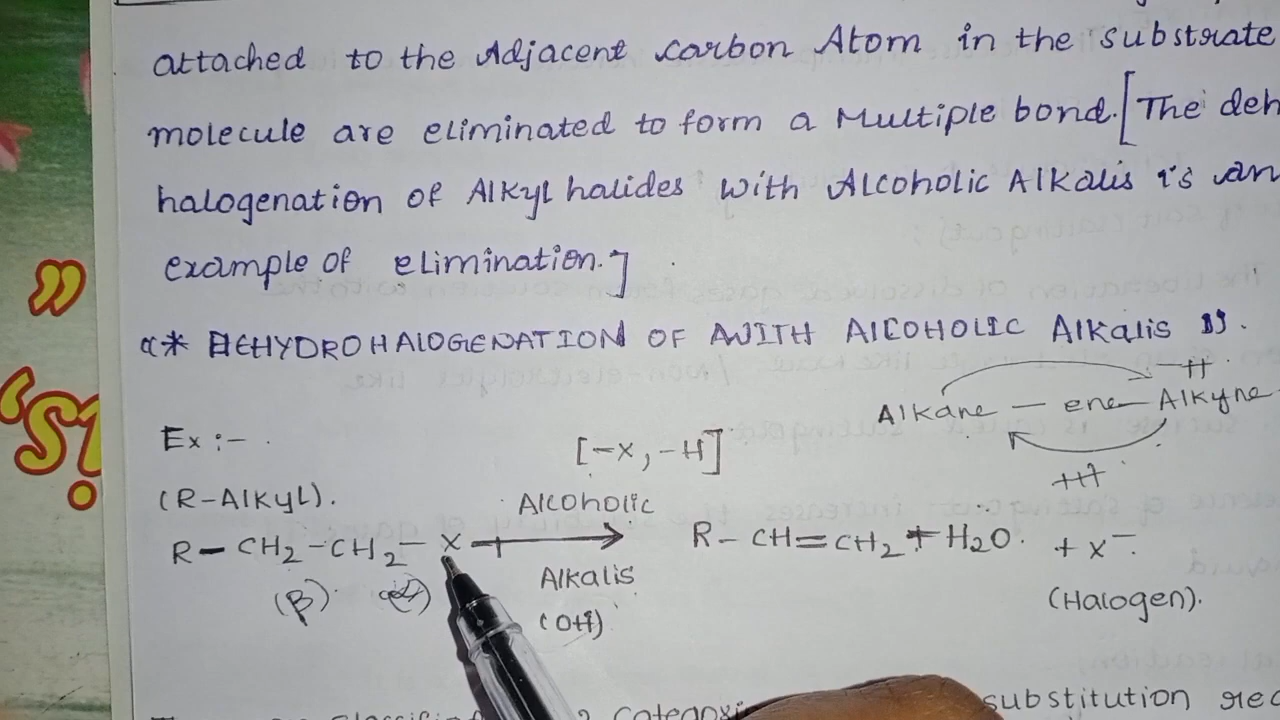 attached to the Adjacent carbon Atom in the substrate
molecule are eliminated to form a Multiple bond. [The deh
halogenation of Alkyl halides with Alcoholic Alkalis is an
example of elimination.]
"* DEHYDROHALOGENATION OF WITH AlCOHOLIC Alkalis ".
-H
Alkane — ene — Alkyne
+H
Ex :-
[-X, -H]
(R-Alkyl).
Alcoholic
R - CH2 - CH2 - X → R - CH = CH2 + H2O. + X-.
(β) (α) Alkalis (Halogen).
(OH)
substitution
"